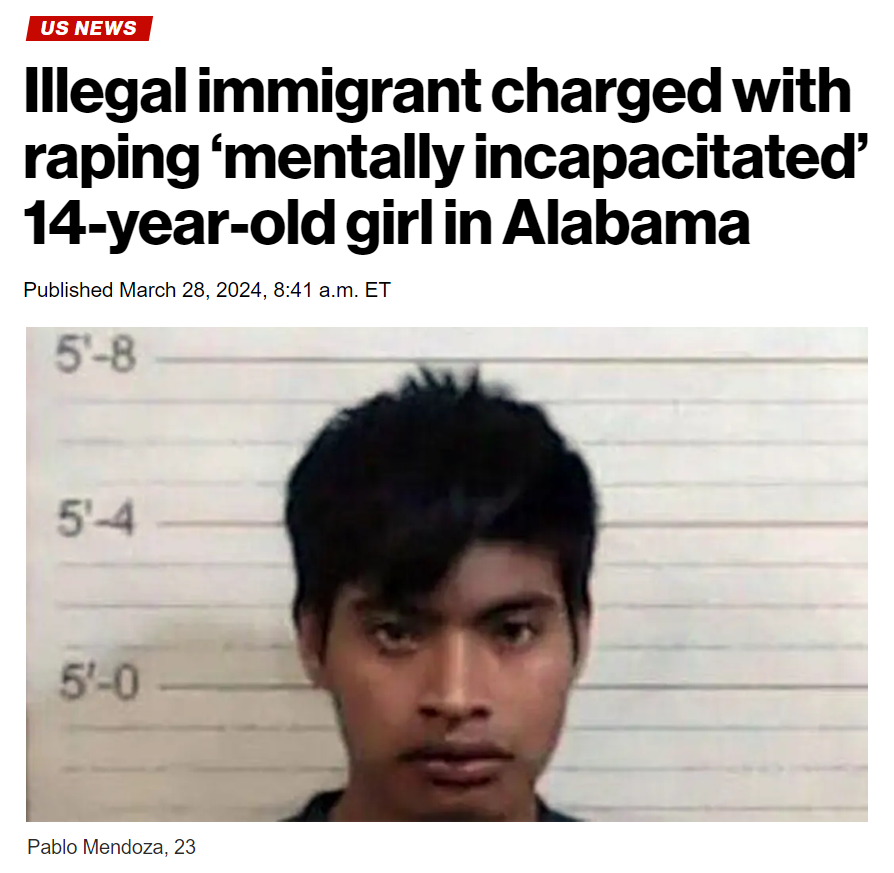 US NEWS
Illegal immigrant charged with
raping ‘mentally incapacitated’
14-year-old girl in Alabama
Published March 28, 2024, 8:41 a.m. ET
5'-8
5'-4
5'-0
Pablo Mendoza, 23